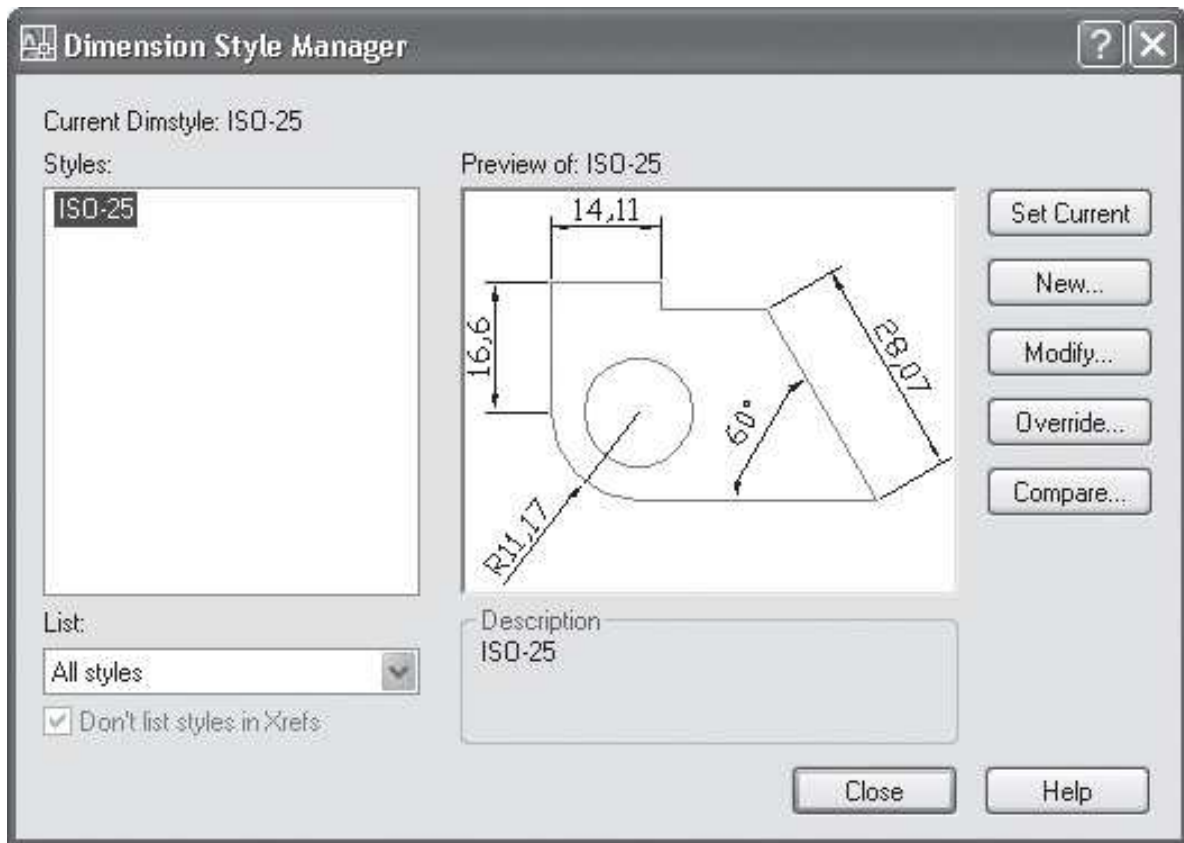 Dimension Style Manager
Current Dimstyle: ISO-25
Styles:
ISO-25
Preview of: ISO-25
14,11
16,6
28,07
60°
R11,17
Set Current
New...
Modify...
Override...
Compare...
List:
All styles
Don't list styles in Xrefs
Description
ISO-25
Close
Help